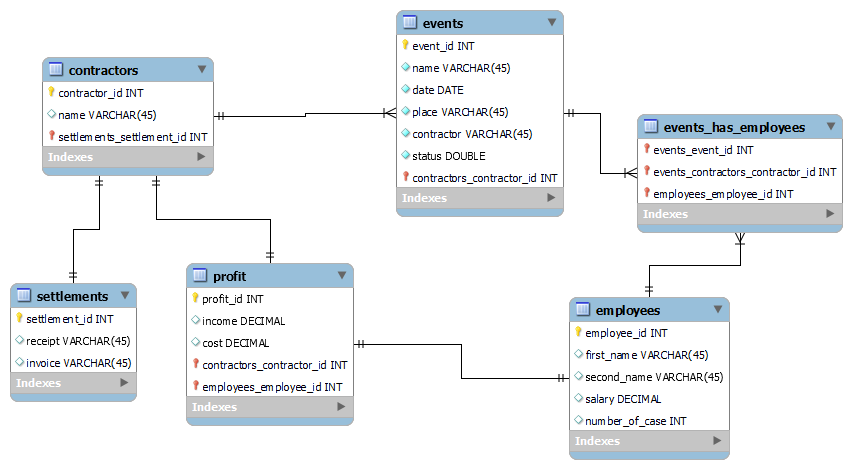 events
event_id INT
name VARCHAR(45)
date DATE
place VARCHAR(45)
contractor VARCHAR(45)
status DOUBLE
contractors_contractor_id INT
Indexes
contractors
contractor_id INT
name VARCHAR(45)
settlements_settlement_id INT
Indexes
events_has_employees
events_event_id INT
events_contractors_contractor_id INT
employees_employee_id INT
Indexes
settlements
settlement_id INT
receipt VARCHAR(45)
invoice VARCHAR(45)
Indexes
profit
profit_id INT
income DECIMAL
cost DECIMAL
contractors_contractor_id INT
employees_employee_id INT
Indexes
employees
employee_id INT
first_name VARCHAR(45)
second_name VARCHAR(45)
salary DECIMAL
number_of_case INT
Indexes